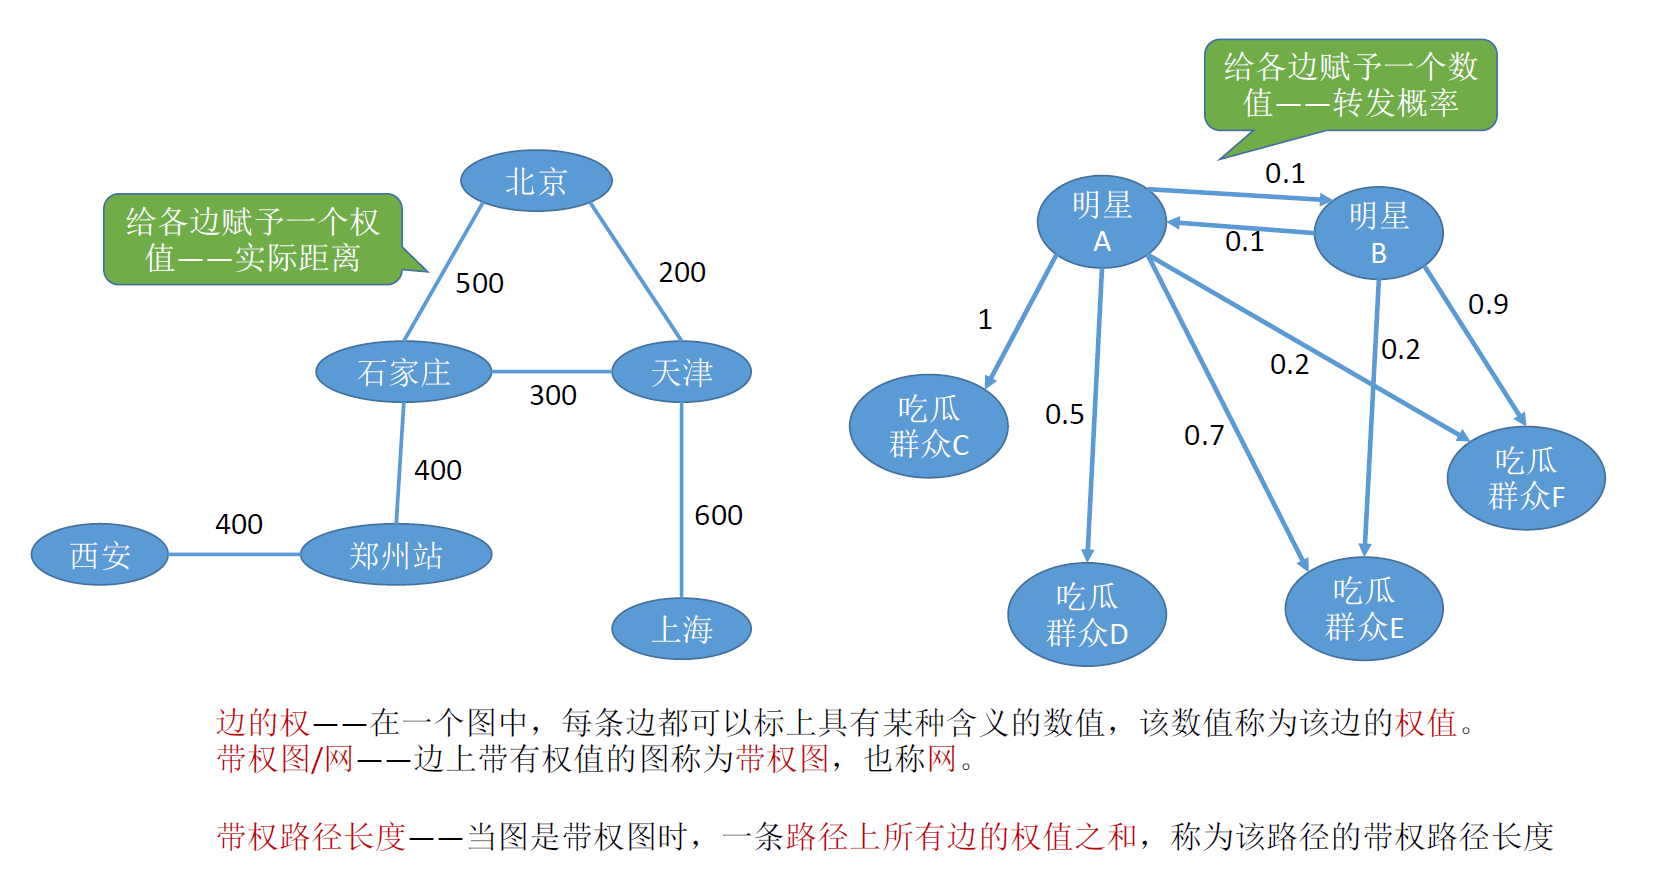 给各边赋予一个数
值——转发概率
北京
给各边赋予一个权
值——实际距离
500
200
石家庄
300
天津
400
600
西安
400
郑州站
上海
明星
A
0.1
0.1
明星
B
1
0.5
0.7
0.2
0.2
0.9
吃瓜
群众C
吃瓜
群众D
吃瓜
群众E
吃瓜
群众F
边的权——在一个图中，每条边都可以标上具有某种含义的数值，该数值称为该边的权值。
带权图/网——边上带有权值的图称为带权图，也称网。
带权路径长度——当图是带权图时，一条路径上所有边的权值之和，称为该路径的带权路径长度